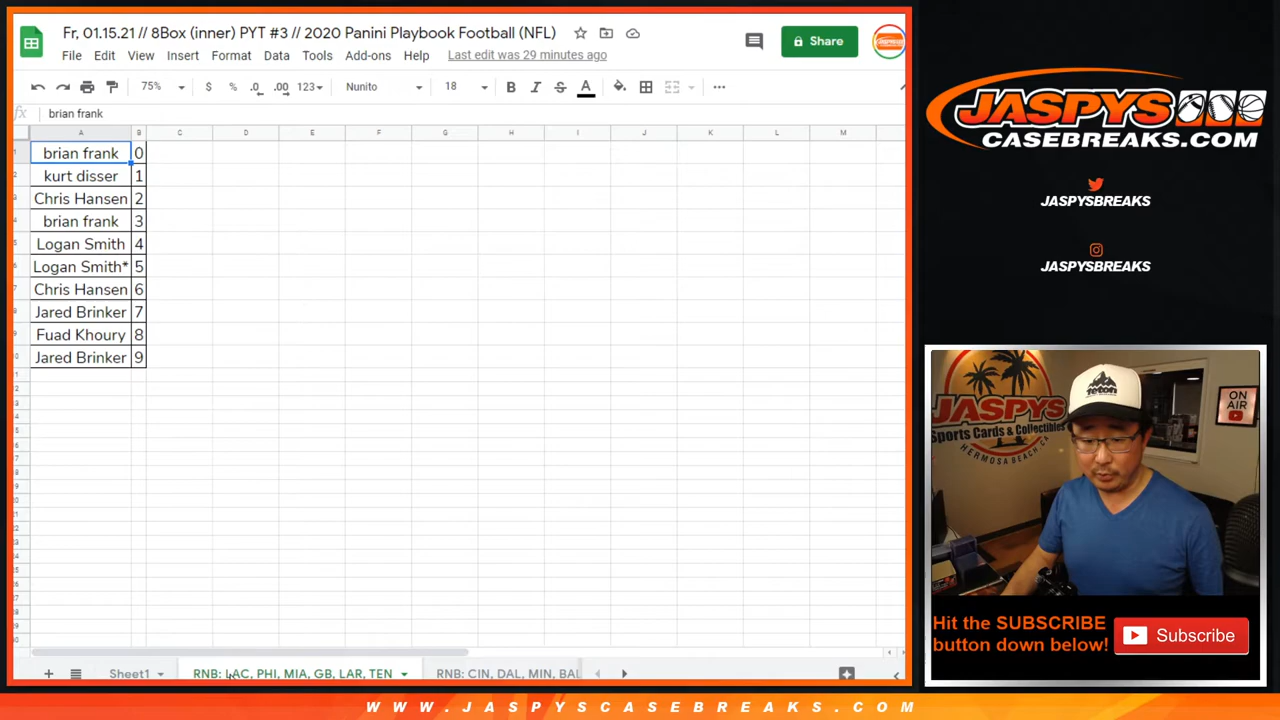 Fr, 01.15.21 // 8Box (inner) PYT #3 // 2020 Panini Playbook Football (NFL)
Share
File Edit View Insert Format Data Tools Add-ons Help Last edit was 29 minutes ago
75% $ % .0 .00 123 Nunito 18 B I S A
fx brian frank
A B C D E F G H I J K L M
brian frank 0
kurt disser 1
Chris Hansen 2
brian frank 3
Logan Smith 4
Logan Smith* 5
Chris Hansen 6
Jared Brinker 7
Fuad Khoury 8
Jared Brinker 9
Sheet1 RNB: LAC, PHI, MIA, GB, LAR, TEN RNB: CIN, DAL, MIN, BAL
JASPYS
CASEBREAKS.COM
JASPYSBREAKS
JASPYSBREAKS
JASPYS
Sports Cards & Collectibles
HERMOSA BEACH, CA
teton
ON AIR
Hit the SUBSCRIBE
button down below!
Subscribe
WWW.JASPYSCASEBREAKS.COM